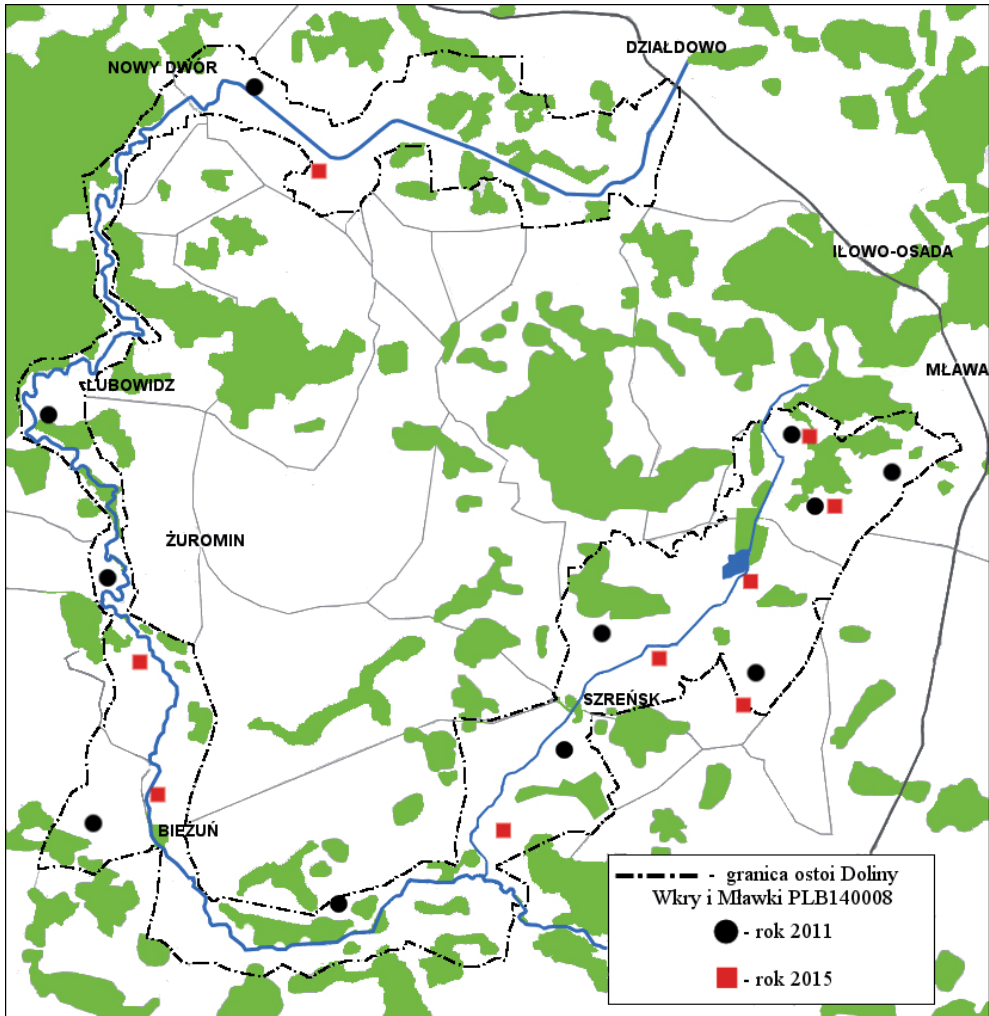 DZIAŁDOWO
NOWY DWÓR
IŁOWO-OSADA
MŁAWA
LUBOWIDZ
ŻUROMIN
SZREŃSK
BIEŻUŃ
- granica ostoi Doliny
Wkry i Mławki PLB140008
- rok 2011
- rok 2015